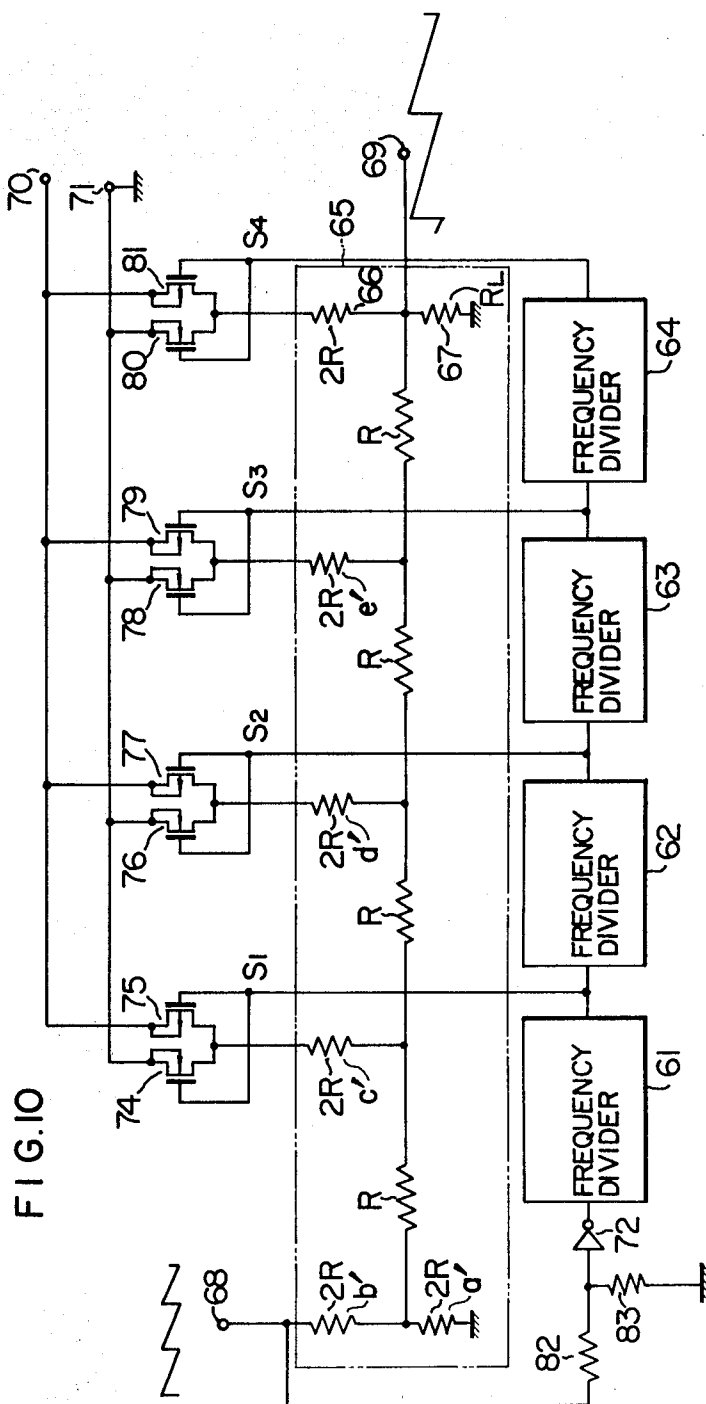 FIG.10
70
71
74
75
S1
76
77
S2
78
79
S3
80
81
S4
65
68
2R
b'
2R
a'
R
2R
c'
R
2R
d'
R
2R
e'
R
2R
66
67
RL
69
82
83
72
FREQUENCY
DIVIDER
61
FREQUENCY
DIVIDER
62
FREQUENCY
DIVIDER
63
FREQUENCY
DIVIDER
64